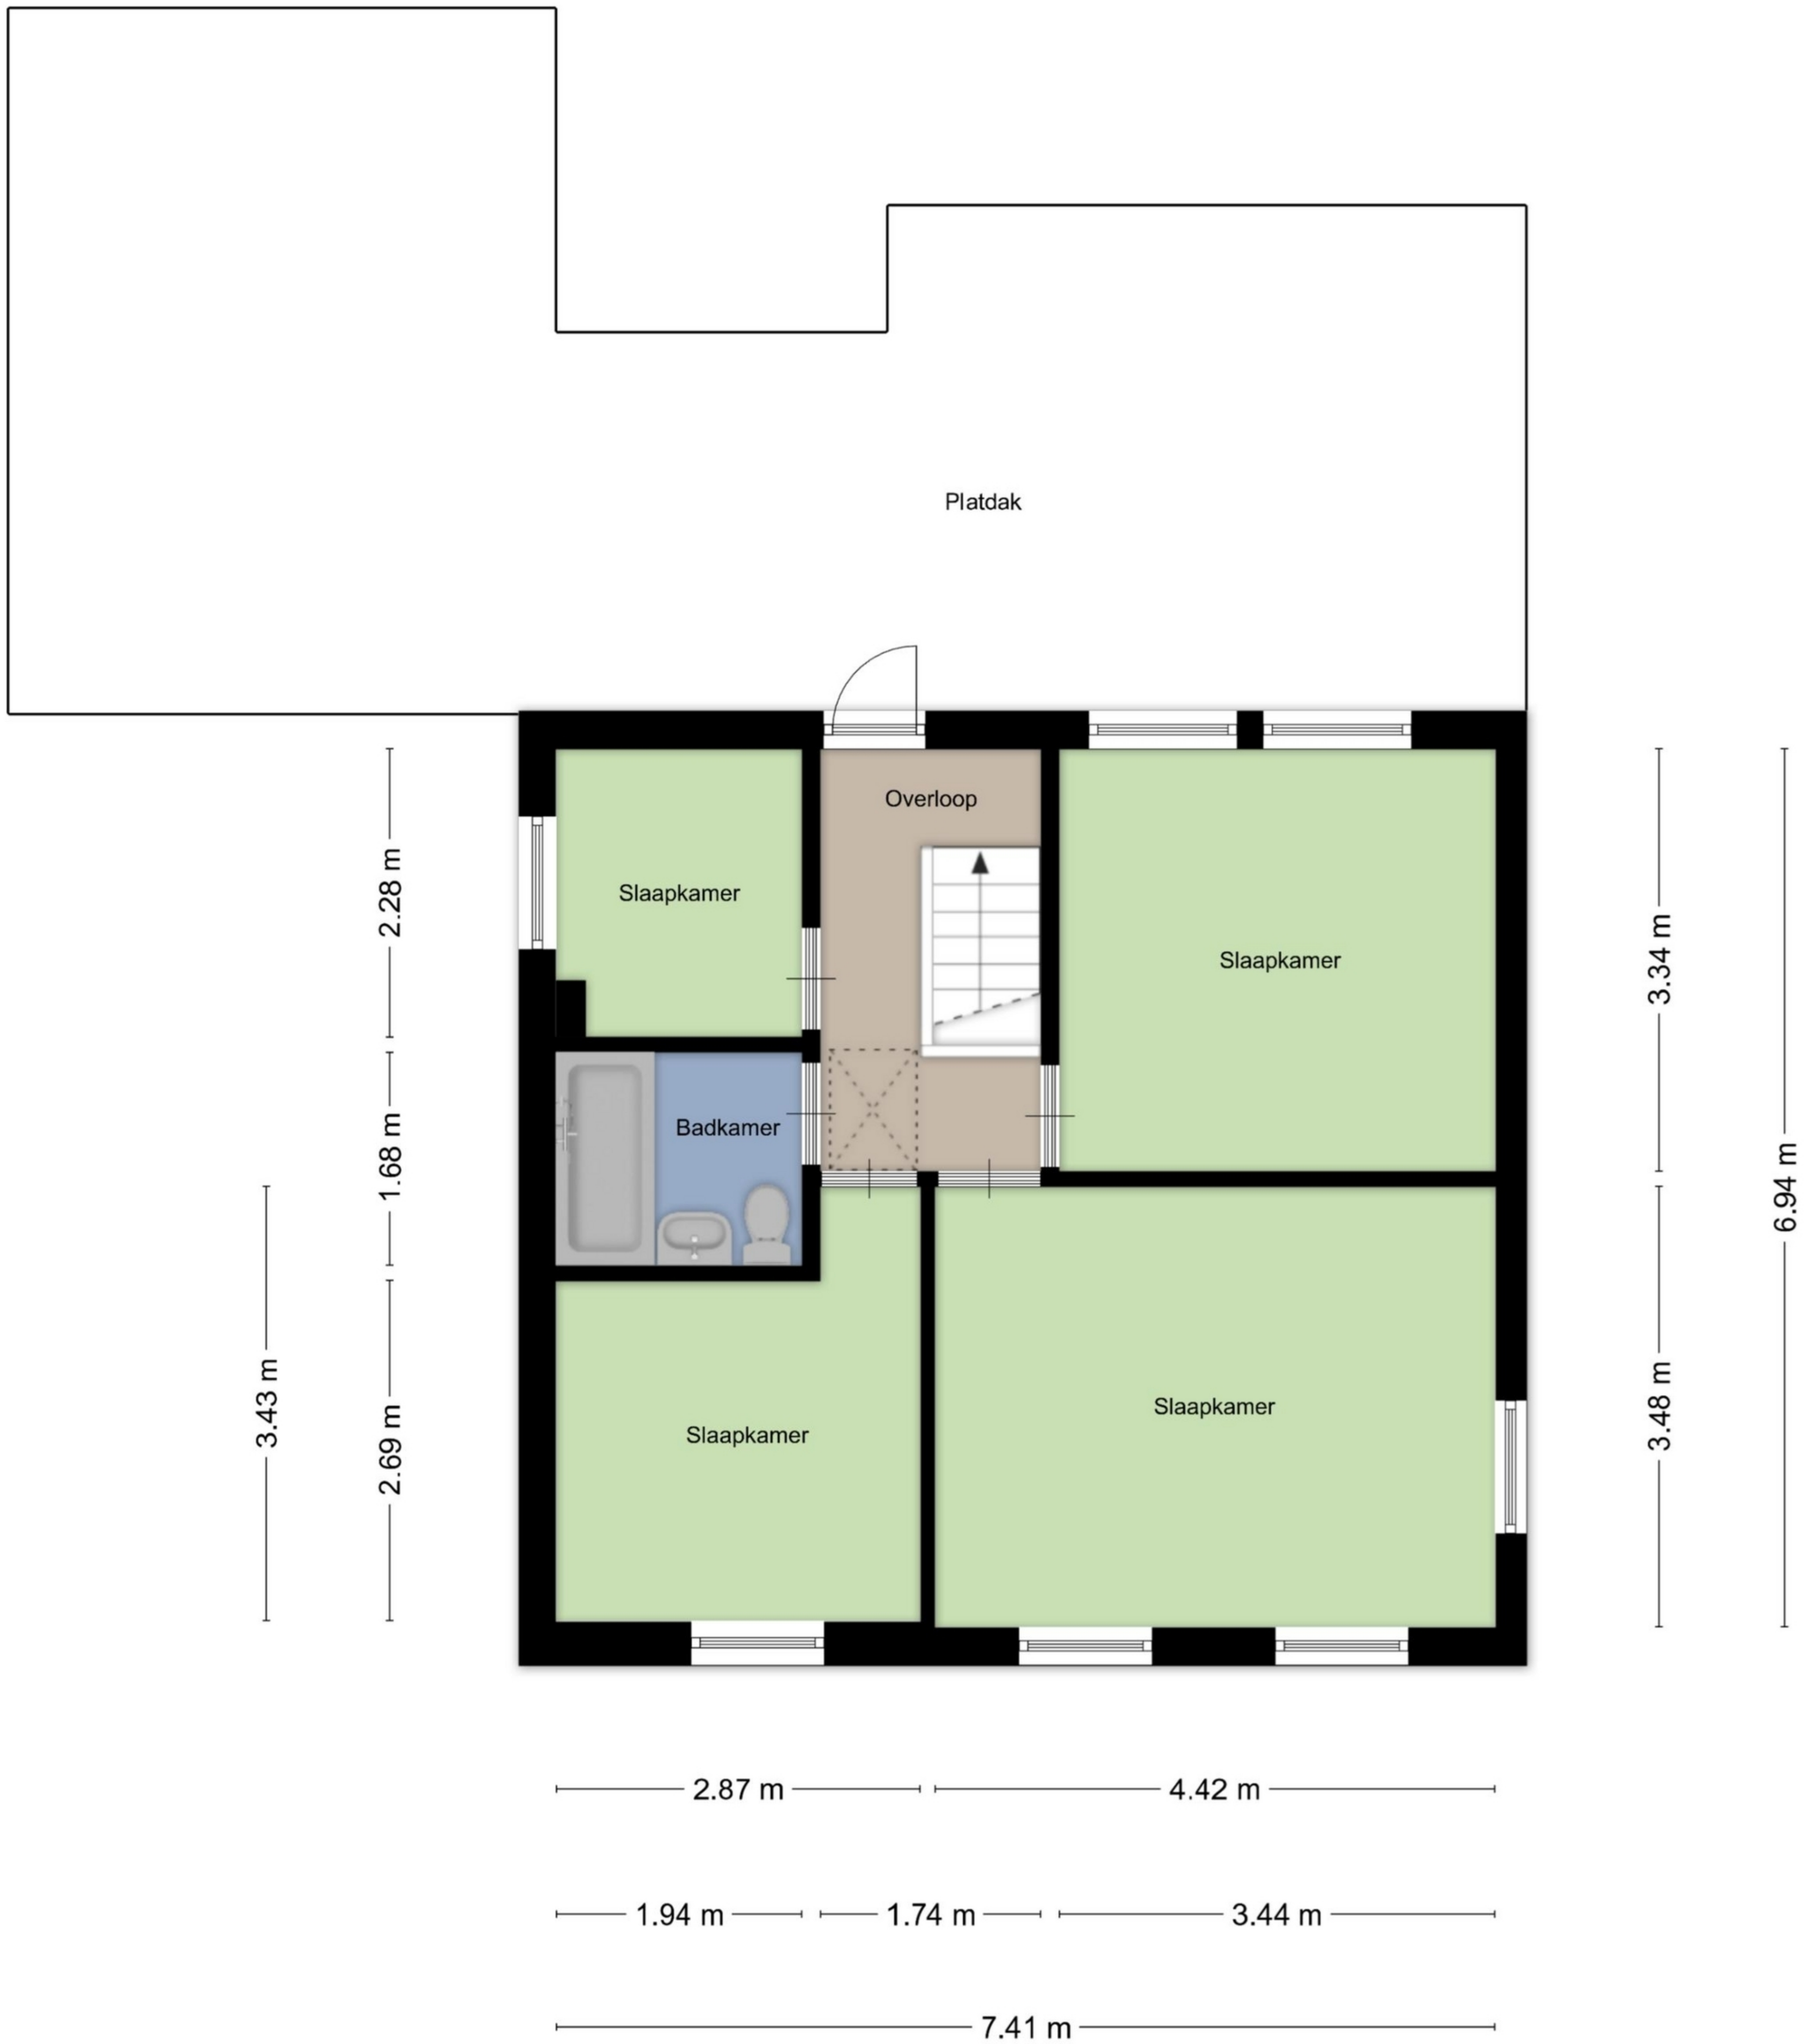 Platdak
Overloop
Slaapkamer
Slaapkamer
Badkamer
Slaapkamer
Slaapkamer
2.28 m
1.68 m
2.69 m
3.43 m
3.34 m
3.48 m
6.94 m
2.87 m
4.42 m
1.94 m
1.74 m
3.44 m
7.41 m